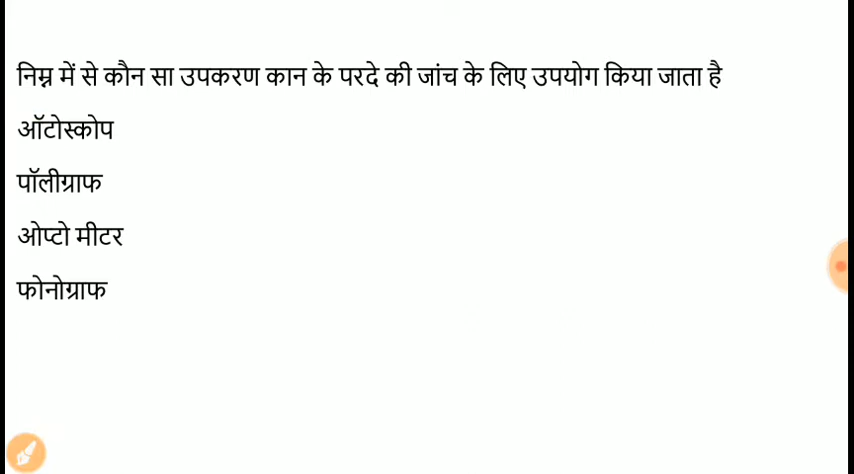 निम्न में से कौन सा उपकरण कान के परदे की जांच के लिए उपयोग किया जाता है
ऑटोस्कोप
पॉलीग्राफ
ओप्टो मीटर
फोनोग्राफ